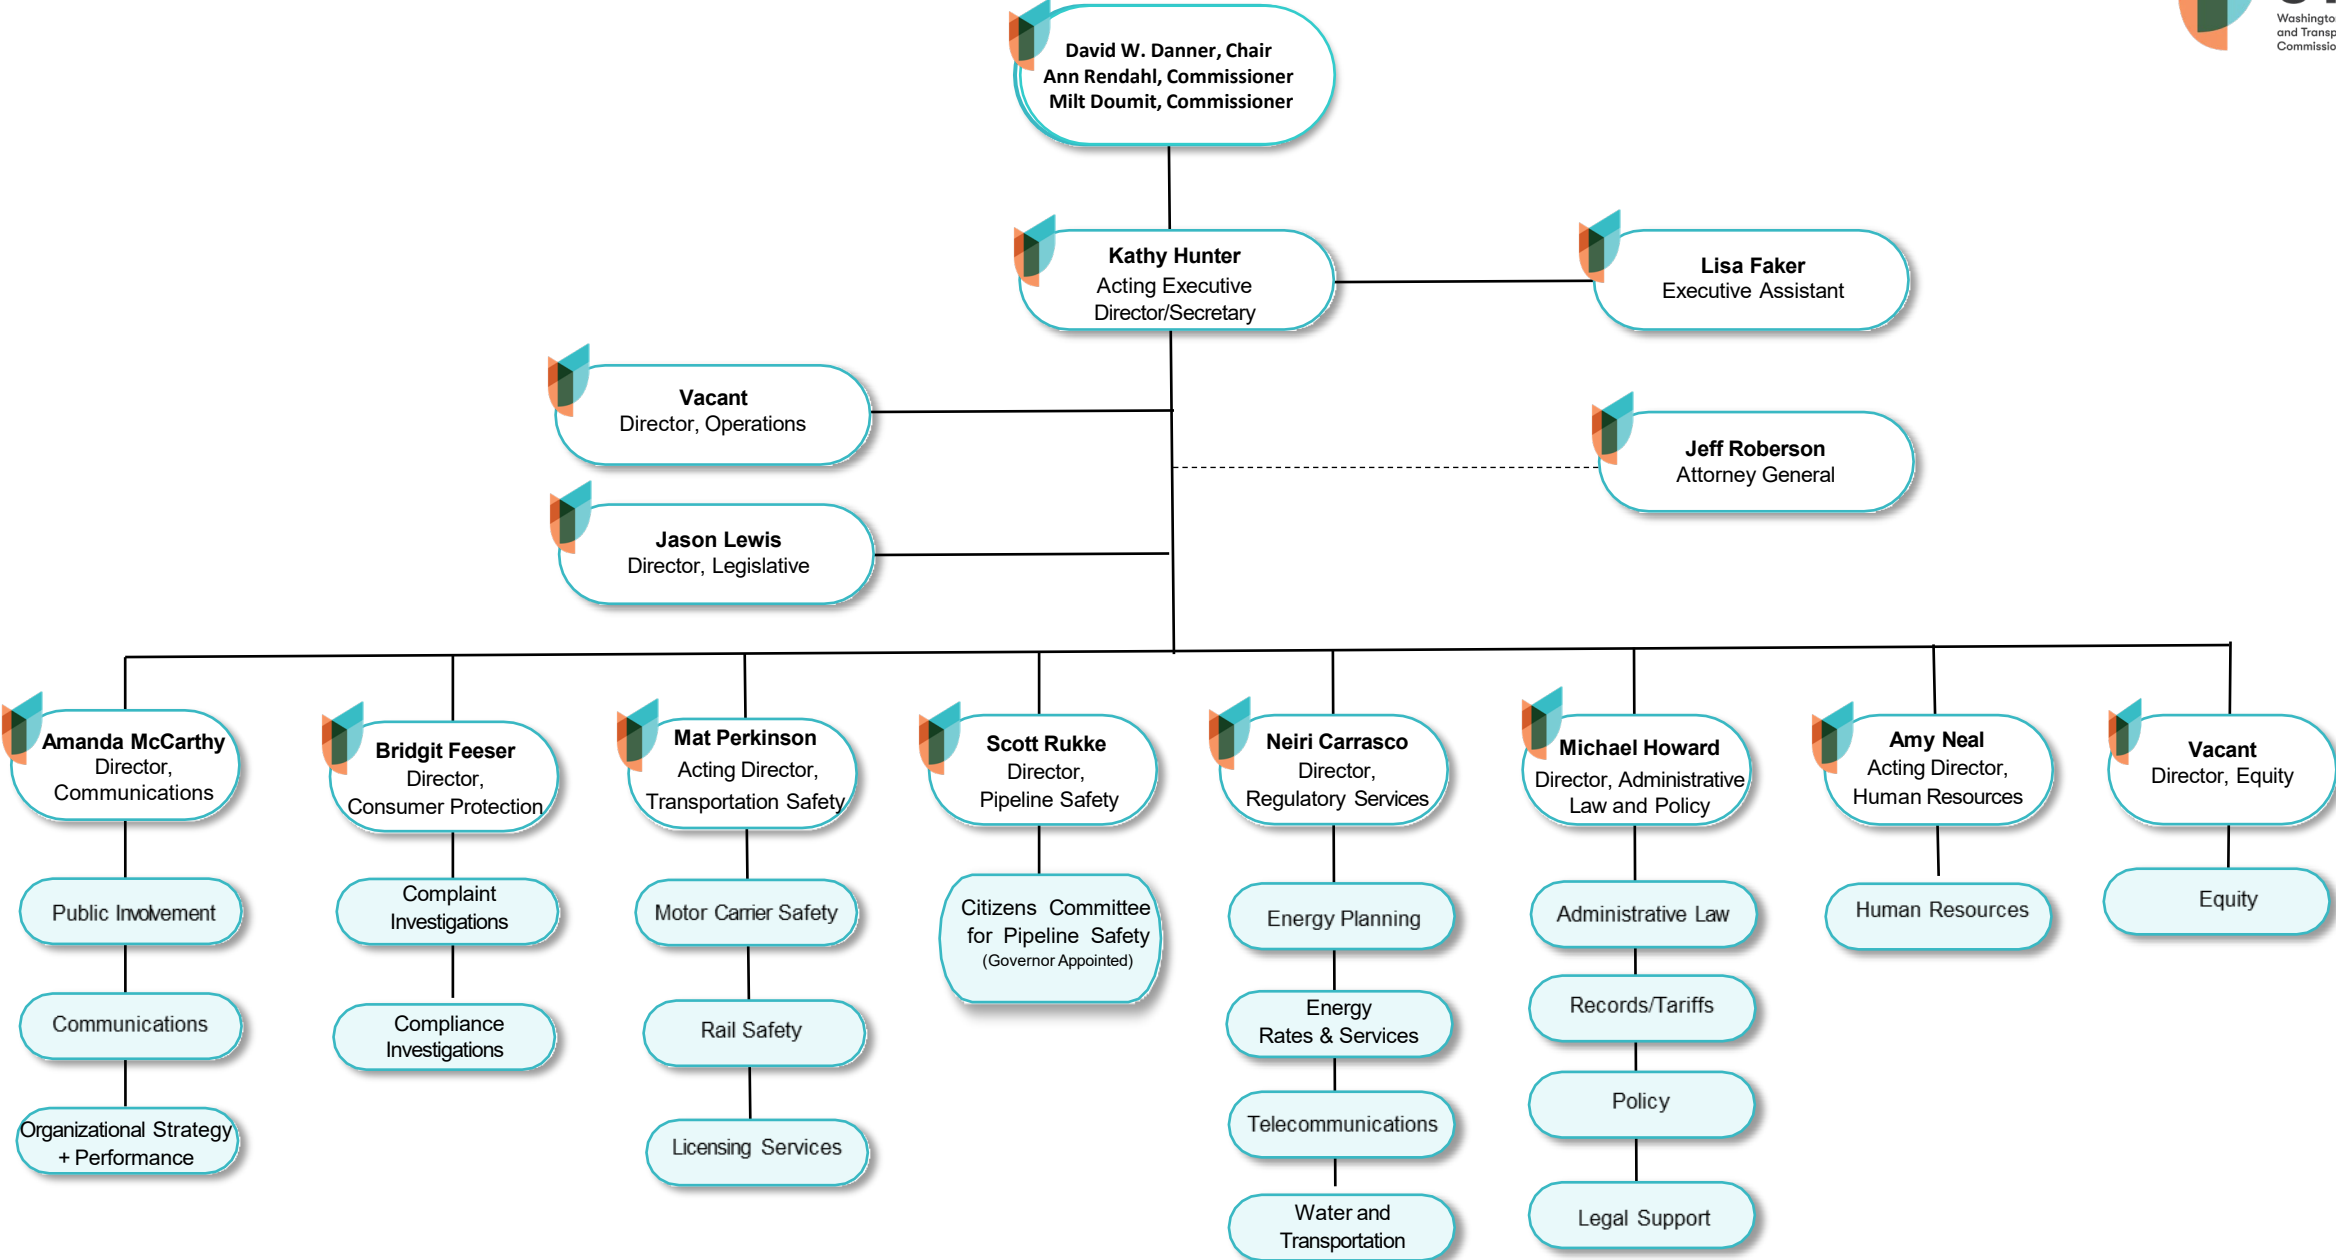 Washingto
and Transp
Commissio
David W. Danner, Chair
Ann Rendahl, Commissioner
Milt Doumit, Commissioner
Kathy Hunter
Acting Executive
Director/Secretary
Lisa Faker
Executive Assistant
Vacant
Director, Operations
Jeff Roberson
Attorney General
Jason Lewis
Director, Legislative
Amanda McCarthy
Director,
Communications
Public Involvement
Communications
Organizational Strategy
+ Performance
Bridgit Feeser
Director,
Consumer Protection
Complaint
Investigations
Compliance
Investigations
Mat Perkinson
Acting Director,
Transportation Safety
Motor Carrier Safety
Rail Safety
Licensing Services
Scott Rukke
Director,
Pipeline Safety
Citizens Committee
for Pipeline Safety
(Governor Appointed)
Neiri Carrasco
Director,
Regulatory Services
Energy Planning
Energy
Rates & Services
Telecommunications
Water and
Transportation
Michael Howard
Director, Administrative
Law and Policy
Administrative Law
Records/Tariffs
Policy
Legal Support
Amy Neal
Acting Director,
Human Resources
Human Resources
Vacant
Director, Equity
Equity